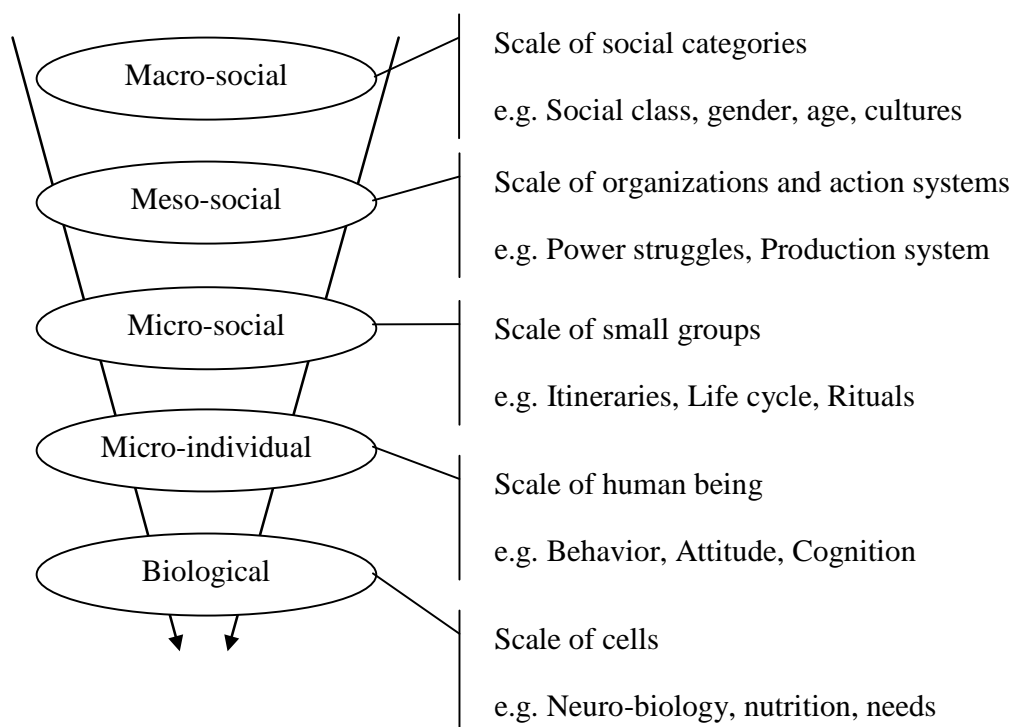 Macro-social
Scale of social categories
e.g. Social class, gender, age, cultures
Meso-social
Scale of organizations and action systems
e.g. Power struggles, Production system
Micro-social
Scale of small groups
e.g. Itineraries, Life cycle, Rituals
Micro-individual
Scale of human being
e.g. Behavior, Attitude, Cognition
Biological
Scale of cells
e.g. Neuro-biology, nutrition, needs